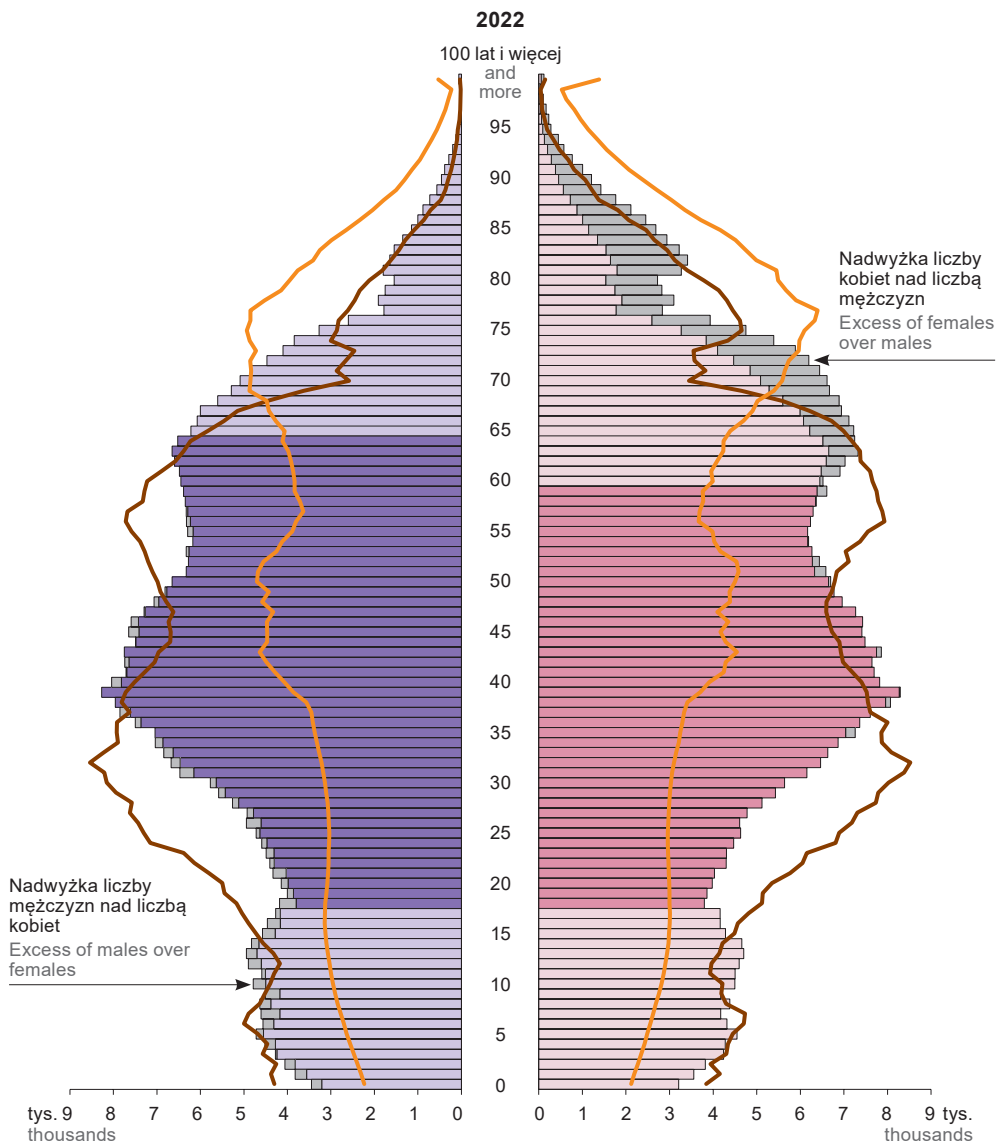 2022
100 lat i więcej
and
more
95
90
85
80
75
70
65
60
55
50
45
40
35
30
25
20
15
10
5
0
Nadwyżka liczby
kobiet nad liczbą
mężczyzn
Excess of females
over males
Nadwyżka liczby
mężczyzn nad liczbą
kobiet
Excess of males over
females
tys. 9 8 7 6 5 4 3 2 1 0
thousands
0 1 2 3 4 5 6 7 8 9 tys.
thousands